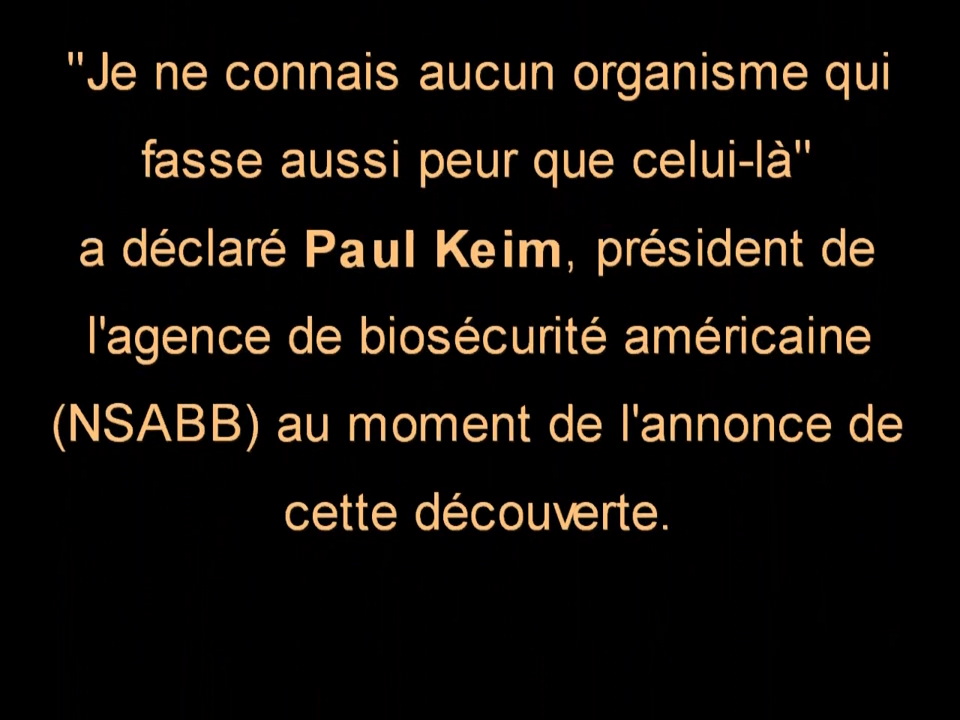 "Je ne connais aucun organisme qui
fasse aussi peur que celui-là"
a déclaré Paul Keim, président de
l'agence de biosécurité américaine
(NSABB) au moment de l'annonce de
cette découverte.